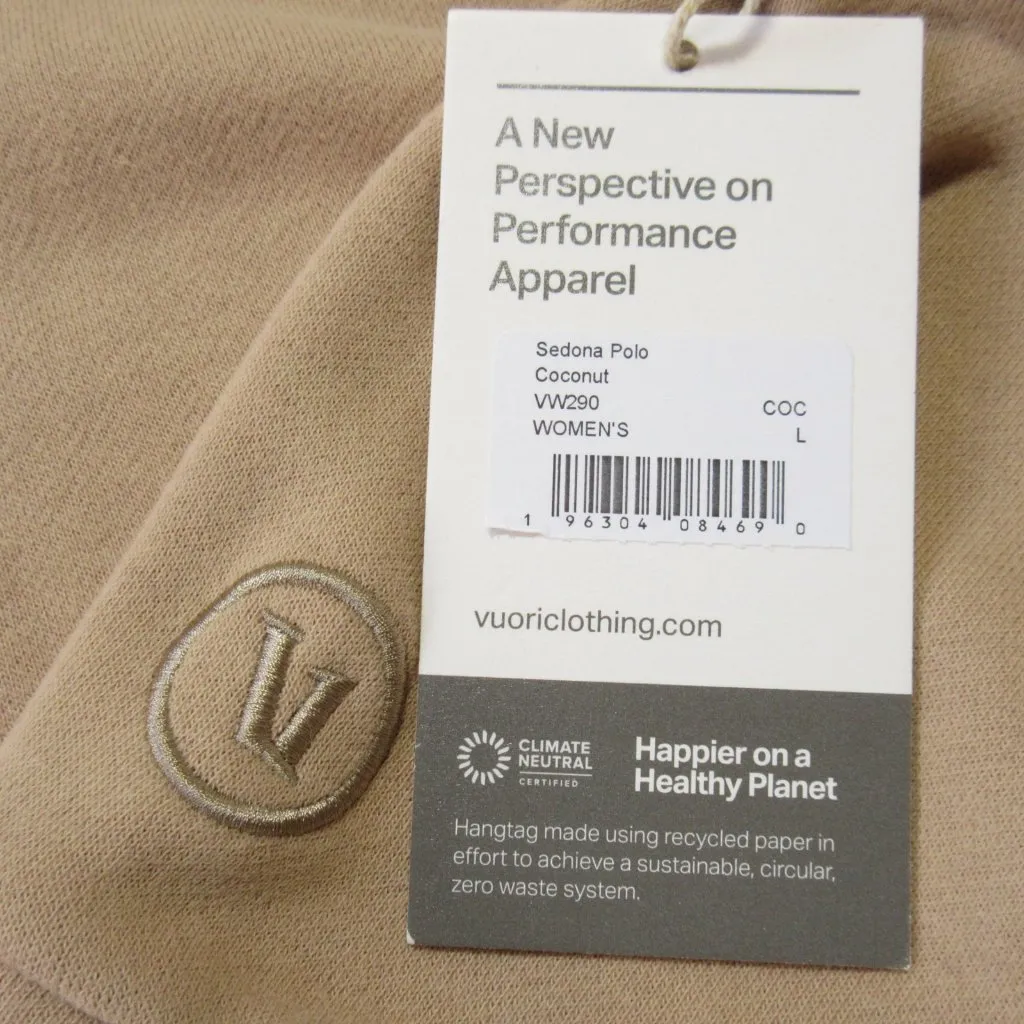 A New
Perspective on
Performance
Apparel
Sedona Polo
Coconut
VW290 COC
WOMEN'S L
1 96304 08469 0
vuoriclothing.com
CLIMATE
NEUTRAL
CERTIFIED
Happier on a
Healthy Planet
Hangtag made using recycled paper in
effort to achieve a sustainable, circular,
zero waste system.
V